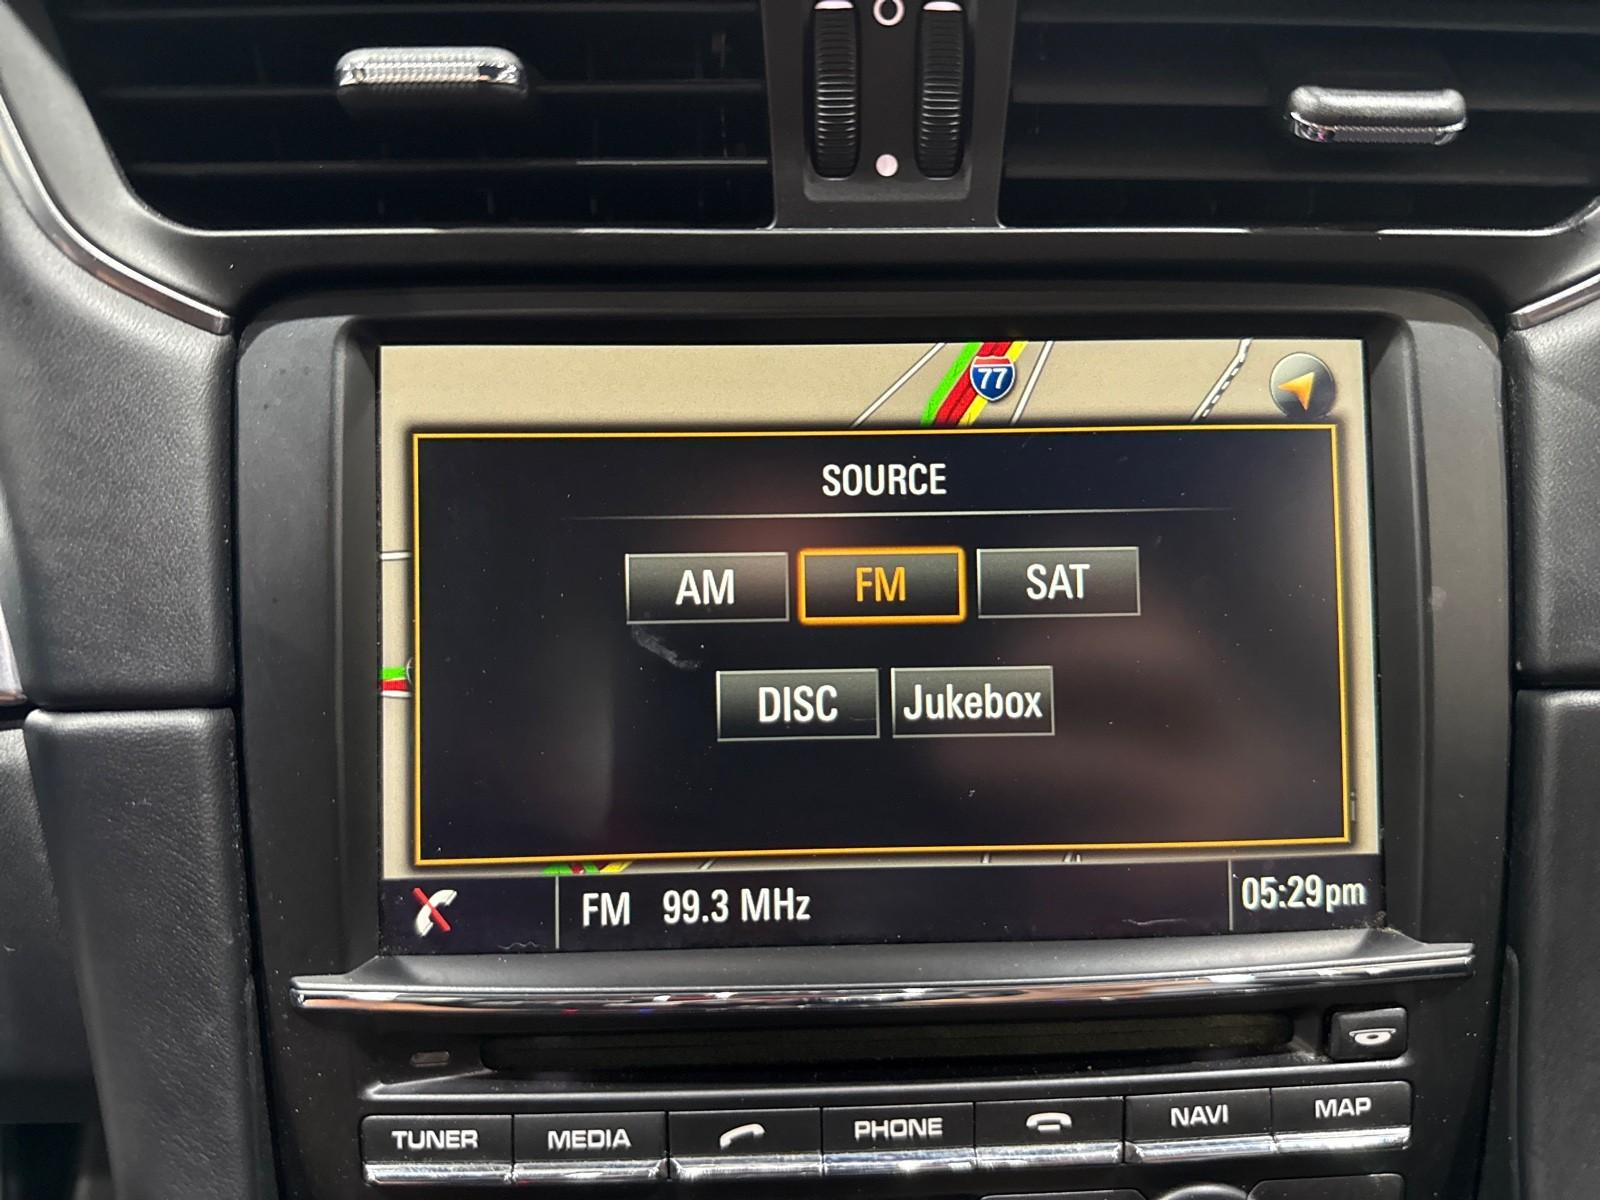 77
SOURCE
AM FM SAT
DISC Jukebox
FM 99.3 MHz 05:29pm
TUNER MEDIA PHONE NAVI MAP